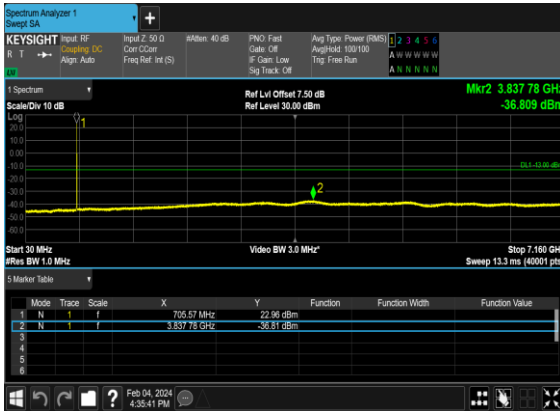 Spectrum Analyzer 1
Swept SA
+
KEYSIGHT Input: RF Input Z: 50 Ω #Atten: 40 dB PNO: Fast Avg Type: Power (RMS) 1 2 3 4 5 6
R T Coupling: DC Corr CCorr Gate: Off Avg|Hold: 100/100 A W W W W W
Align: Auto Freq Ref: Int (S) IF Gain: Low Trig: Free Run
Sig Track: Off A N N N N N
1 Spectrum Ref Lvl Offset 7.50 dB Mkr2 3.837 78 GHz
Scale/Div 10 dB Ref Level 30.00 dBm -36.809 dBm
Log
1
20.0
10.0
0.00
-10.0
DL1 -13.00 dBm
-20.0
-30.0
2
-40.0
-50.0
-60.0
Start 30 MHz Video BW 3.0 MHz* Stop 7.160 GHz
#Res BW 1.0 MHz Sweep 13.3 ms (40001 pts)
5 Marker Table
Mode Trace Scale X Y Function Function Width Function Value
1 N 1 f 705.57 MHz 22.96 dBm
2 N 1 f 3.837 78 GHz -36.81 dBm
3
4
5
6
? Feb 04, 2024
4:35:41 PM